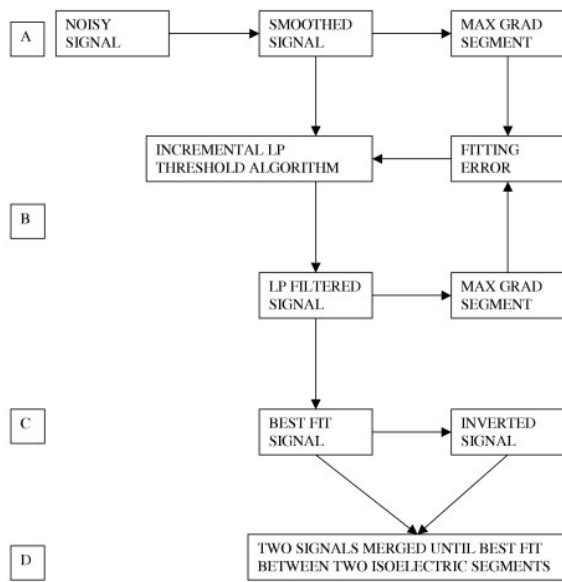 A
NOISY
SIGNAL
SMOOTHED
SIGNAL
MAX GRAD
SEGMENT
INCREMENTAL LP
THRESHOLD ALGORITHM
FITTING
ERROR
B
LP FILTERED
SIGNAL
MAX GRAD
SEGMENT
C
BEST FIT
SIGNAL
INVERTED
SIGNAL
D
TWO SIGNALS MERGED UNTIL BEST FIT
BETWEEN TWO ISOELECTRIC SEGMENTS